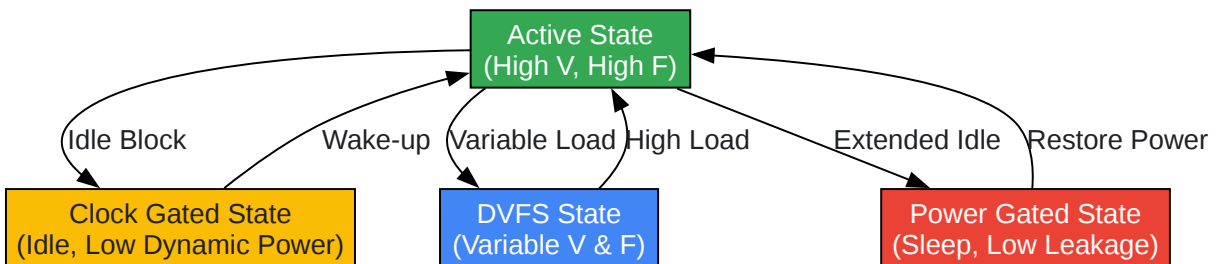 Active State
(High V, High F)
Idle Block
Wake-up
Variable Load
High Load
Extended Idle
Restore Power
Clock Gated State
(Idle, Low Dynamic Power)
DVFS State
(Variable V & F)
Power Gated State
(Sleep, Low Leakage)